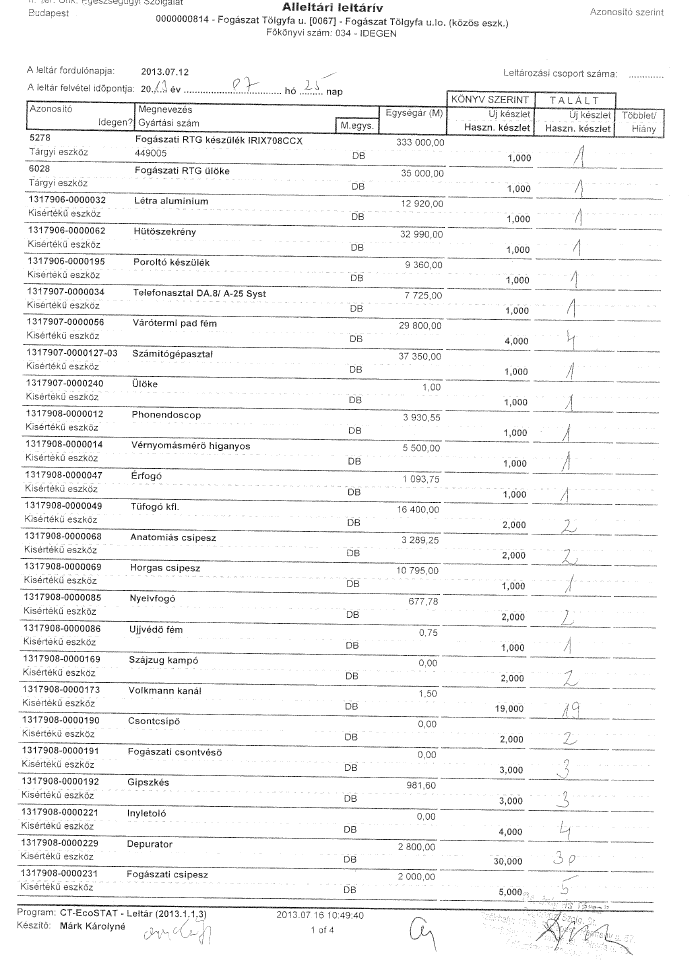 Alleltári leltárív
Azonosító szerint
Budapest
0000000814 - Fogászat Tölgyfa u. [0067] - Fogászat Tölgyfa u.lo. (közös eszk.)
Főkönyvi szám: 034 - IDEGEN
A leltár fordulónapja: 2013.07.12
Leltározási csoport száma: ............
A leltár felvétel időpontja: 2013 év 07 hó 25 nap
KÖNYV SZERINT TALÁLT
Azonosító Megnevezés Egységár (M) Új készlet Új készlet Többlet/
Idegen? Gyártási szám M.egys. Haszn. készlet Haszn. készlet Hiány
5278 Fogászati RTG készülék IRIX708CCX 333 000,00
Tárgyi eszköz 449005 DB 1,000 1
6028 Fogászati RTG ülőke 35 000,00
Tárgyi eszköz DB 1,000 1
1317906-0000032 Létra aluminium 12 920,00
Kisértékű eszköz DB 1,000 1
1317906-0000062 Hűtőszekrény 32 990,00
Kisértékű eszköz DB 1,000 1
1317906-0000195 Poroltó készülék 9 360,00
Kisértékű eszköz DB 1,000 1
1317907-0000034 Telefonasztal DA.8/ A-25 Syst 7 725,00
Kisértékű eszköz DB 1,000 1
1317907-0000056 Várótermi pad fém 29 800,00
Kisértékű eszköz DB 4,000 4
1317907-0000127-03 Számítógépasztal 37 350,00
Kisértékű eszköz DB 1,000 1
1317907-0000240 Ülőke 1,00
Kisértékű eszköz DB 1,000 1
1317908-0000012 Phonendoscop 3 930,55
Kisértékű eszköz DB 1,000 1
1317908-0000014 Vérnyomásmérő higanyos 5 500,00
Kisértékű eszköz DB 1,000 1
1317908-0000047 Érfogó 1 093,75
Kisértékű eszköz DB 1,000 1
1317908-0000049 Tűfogó kfl. 16 400,00
Kisértékű eszköz DB 2,000 2
1317908-0000068 Anatomiás csipesz 3 289,25
Kisértékű eszköz DB 2,000 2
1317908-0000069 Horgas csipesz 10 795,00
Kisértékű eszköz DB 1,000 1
1317908-0000085 Nyelvfogó 677,78
Kisértékű eszköz DB 2,000 2
1317908-0000086 Ujjvédő fém 0,75
Kisértékű eszköz DB 1,000 1
1317908-0000169 Szájzug kampó 0,00
Kisértékű eszköz DB 2,000 2
1317908-0000173 Volkmann kanál 1,50
Kisértékű eszköz DB 19,000 19
1317908-0000190 Csontcsípő 0,00
Kisértékű eszköz DB 2,000 2
1317908-0000191 Fogászati csontvéső 0,00
Kisértékű eszköz DB 3,000 3
1317908-0000192 Gipszkés 981,60
Kisértékű eszköz DB 3,000 3
1317908-0000221 Ínyletoló 0,00
Kisértékű eszköz DB 4,000 4
1317908-0000229 Depurator 2 800,00
Kisértékű eszköz DB 30,000 30
1317908-0000231 Fogászati csipesz 2 000,00
Kisértékű eszköz DB 5,000 5
Program: CT-EcoSTAT - Leltár (2013.1.1.3) 2013.07.16 10:49:40
Készítő: Márk Károlyné 1 of 4